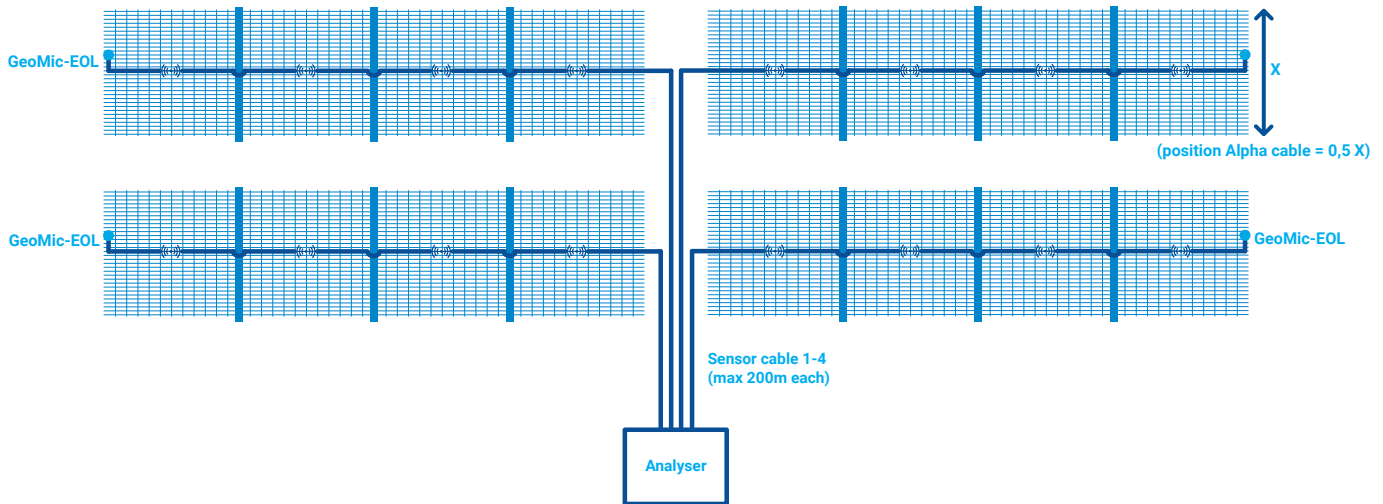 GeoMic-EOL
X
(position Alpha cable = 0,5 X)
GeoMic-EOL
GeoMic-EOL
Sensor cable 1-4
(max 200m each)
Analyser